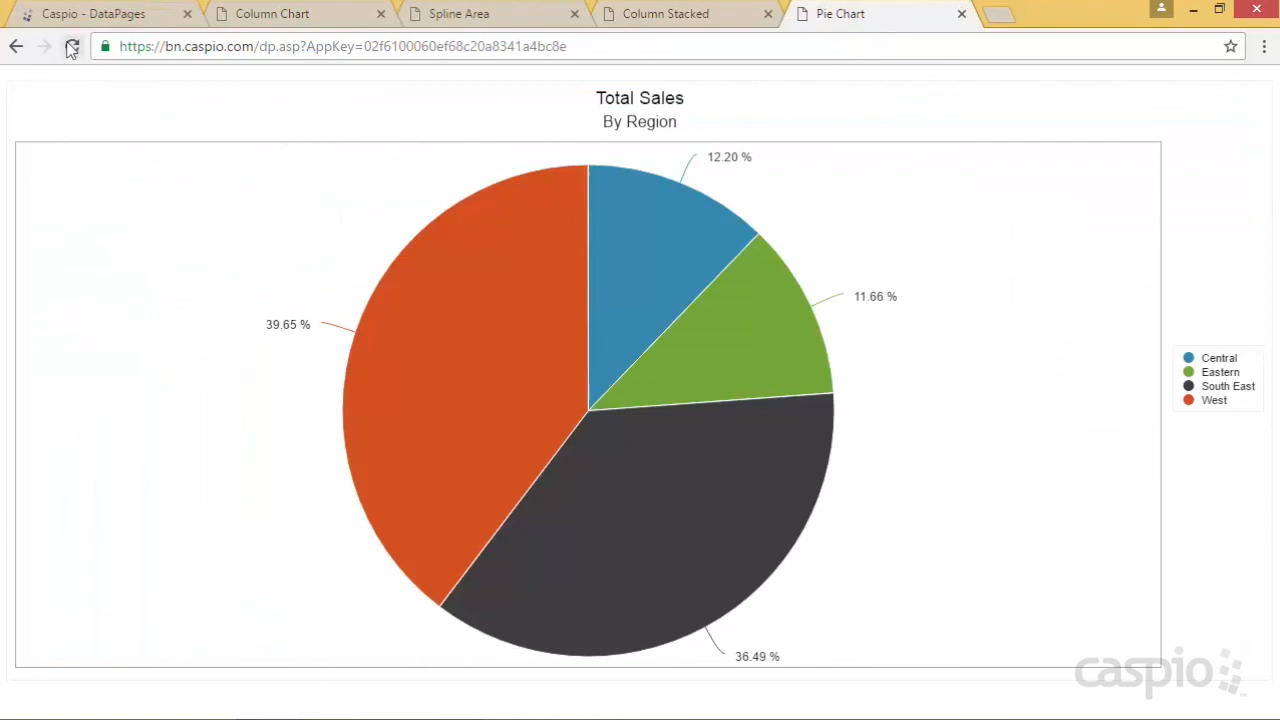 Caspio - DataPages
Column Chart
Spline Area
Column Stacked
Pie Chart
https://bn.caspio.com/dp.asp?AppKey=02f6100060ef68c20a8341a4bc8e
Total Sales
By Region
12.20 %
11.66 %
39.65 %
36.49 %
Central
Eastern
South East
West
caspio